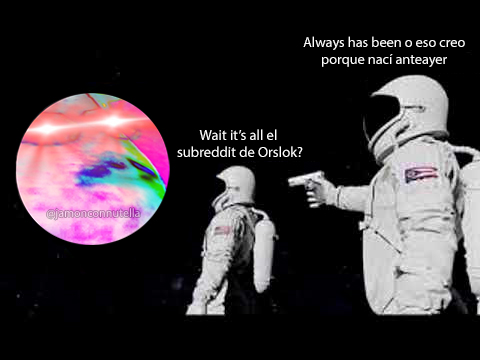 Always has been o eso creo
porque nací anteayer
Wait it's all el
subreddit de Orslok?
@jamonconnutella